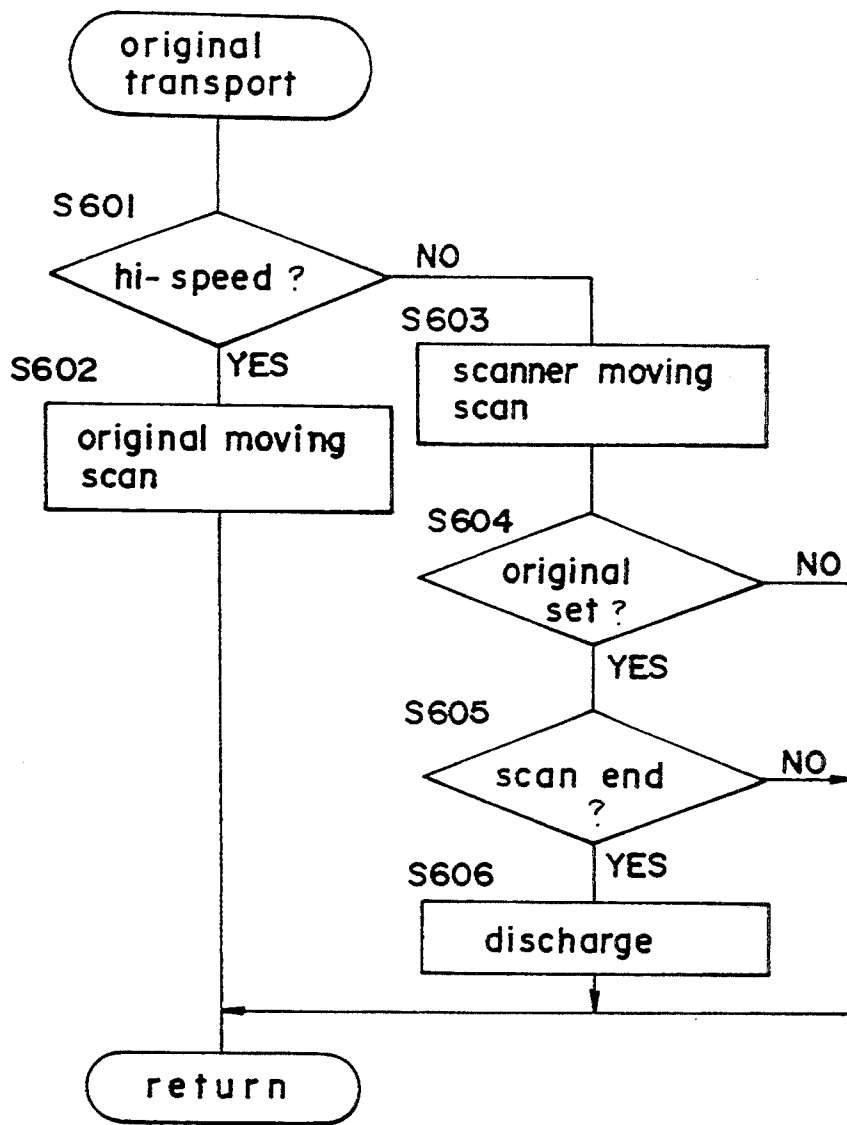 original
transport
S601
hi-speed ?
NO
YES
S602
original moving
scan
S603
scanner moving
scan
S604
original
set ?
NO
YES
S605
scan end
?
NO
YES
S606
discharge
return